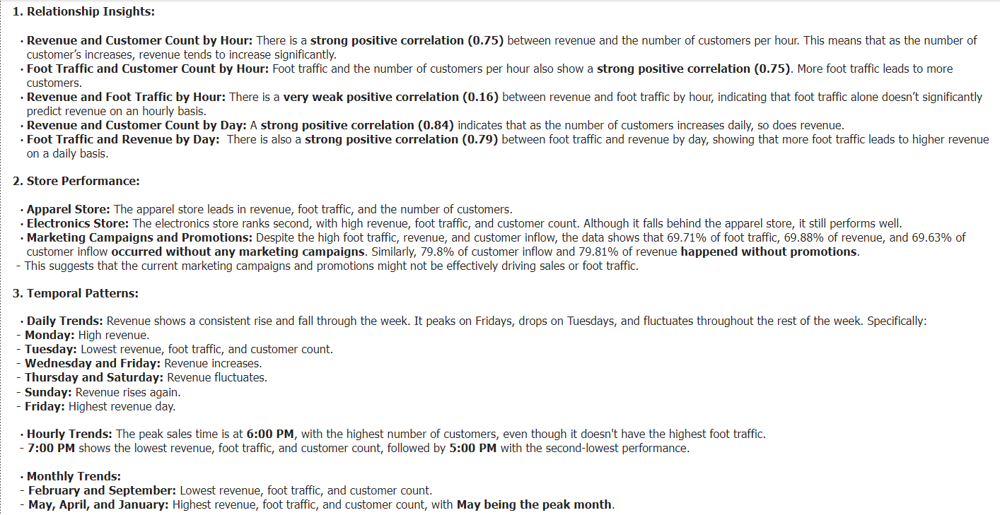 1. Relationship Insights:
· Revenue and Customer Count by Hour: There is a strong positive correlation (0.75) between revenue and the number of customers per hour. This means that as the number of
customer’s increases, revenue tends to increase significantly.
· Foot Traffic and Customer Count by Hour: Foot traffic and the number of customers per hour also show a strong positive correlation (0.75). More foot traffic leads to more
customers.
· Revenue and Foot Traffic by Hour: There is a very weak positive correlation (0.16) between revenue and foot traffic by hour, indicating that foot traffic alone doesn’t significantly
predict revenue on an hourly basis.
· Revenue and Customer Count by Day: A strong positive correlation (0.84) indicates that as the number of customers increases daily, so does revenue.
· Foot Traffic and Revenue by Day:  There is also a strong positive correlation (0.79) between foot traffic and revenue by day, showing that more foot traffic leads to higher revenue
on a daily basis.
2. Store Performance:
· Apparel Store: The apparel store leads in revenue, foot traffic, and the number of customers.
· Electronics Store: The electronics store ranks second, with high revenue, foot traffic, and customer count. Although it falls behind the apparel store, it still performs well.
· Marketing Campaigns and Promotions: Despite the high foot traffic, revenue, and customer inflow, the data shows that 69.71% of foot traffic, 69.88% of revenue, and 69.63% of
customer inflow occurred without any marketing campaigns. Similarly, 79.8% of customer inflow and 79.81% of revenue happened without promotions.
- This suggests that the current marketing campaigns and promotions might not be effectively driving sales or foot traffic.
3. Temporal Patterns:
· Daily Trends: Revenue shows a consistent rise and fall through the week. It peaks on Fridays, drops on Tuesdays, and fluctuates throughout the rest of the week. Specifically:
- Monday: High revenue.
- Tuesday: Lowest revenue, foot traffic, and customer count.
- Wednesday and Friday: Revenue increases.
- Thursday and Saturday: Revenue fluctuates.
- Sunday: Revenue rises again.
- Friday: Highest revenue day.
· Hourly Trends: The peak sales time is at 6:00 PM, with the highest number of customers, even though it doesn't have the highest foot traffic.
- 7:00 PM shows the lowest revenue, foot traffic, and customer count, followed by 5:00 PM with the second-lowest performance.
· Monthly Trends:
- February and September: Lowest revenue, foot traffic, and customer count.
- May, April, and January: Highest revenue, foot traffic, and customer count, with May being the peak month.